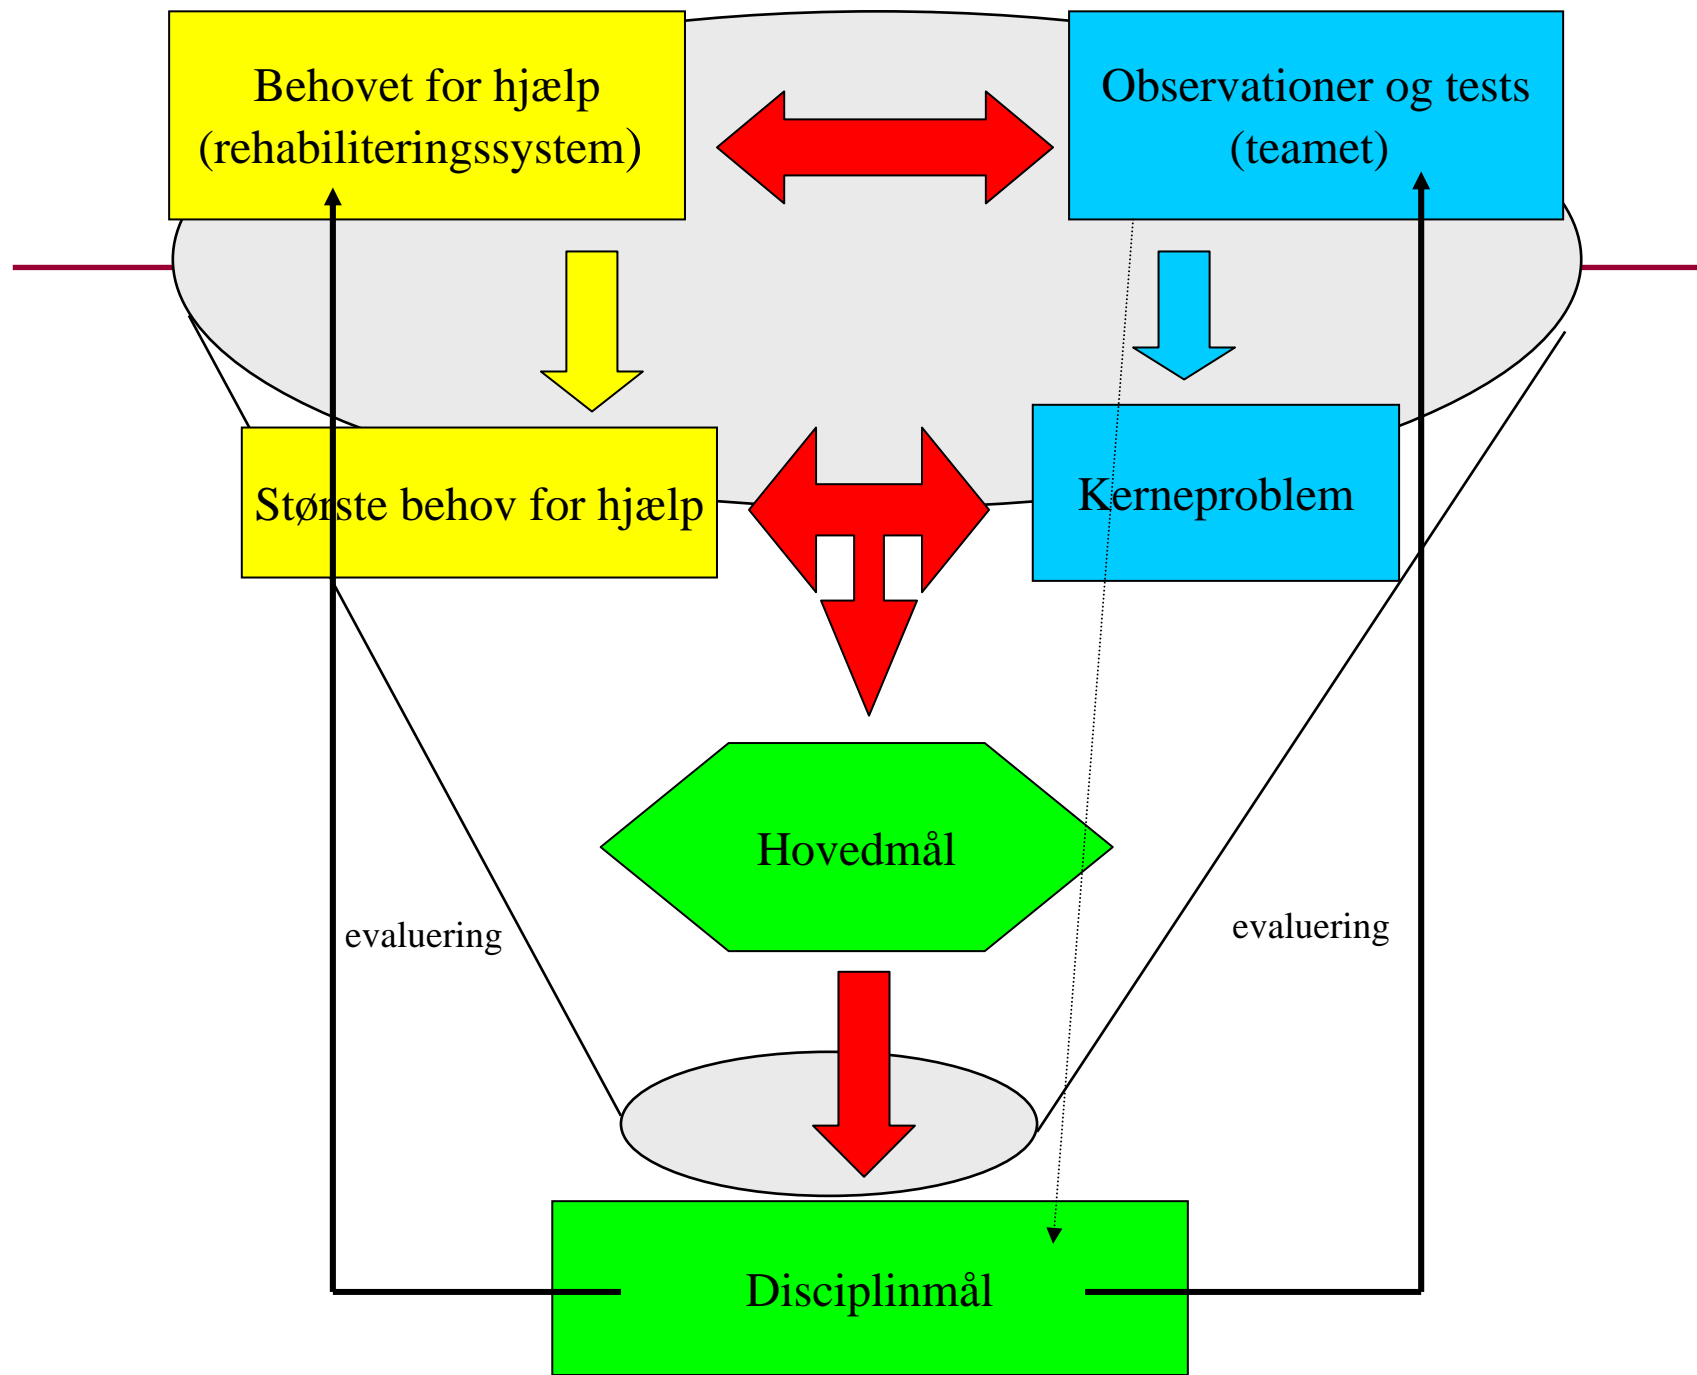 Behovet for hjælp
(rehabiliteringssystem)
Observationer og tests
(teamet)
Største behov for hjælp
Kerneproblem
Hovedmål
evaluering
evaluering
Disciplinmål